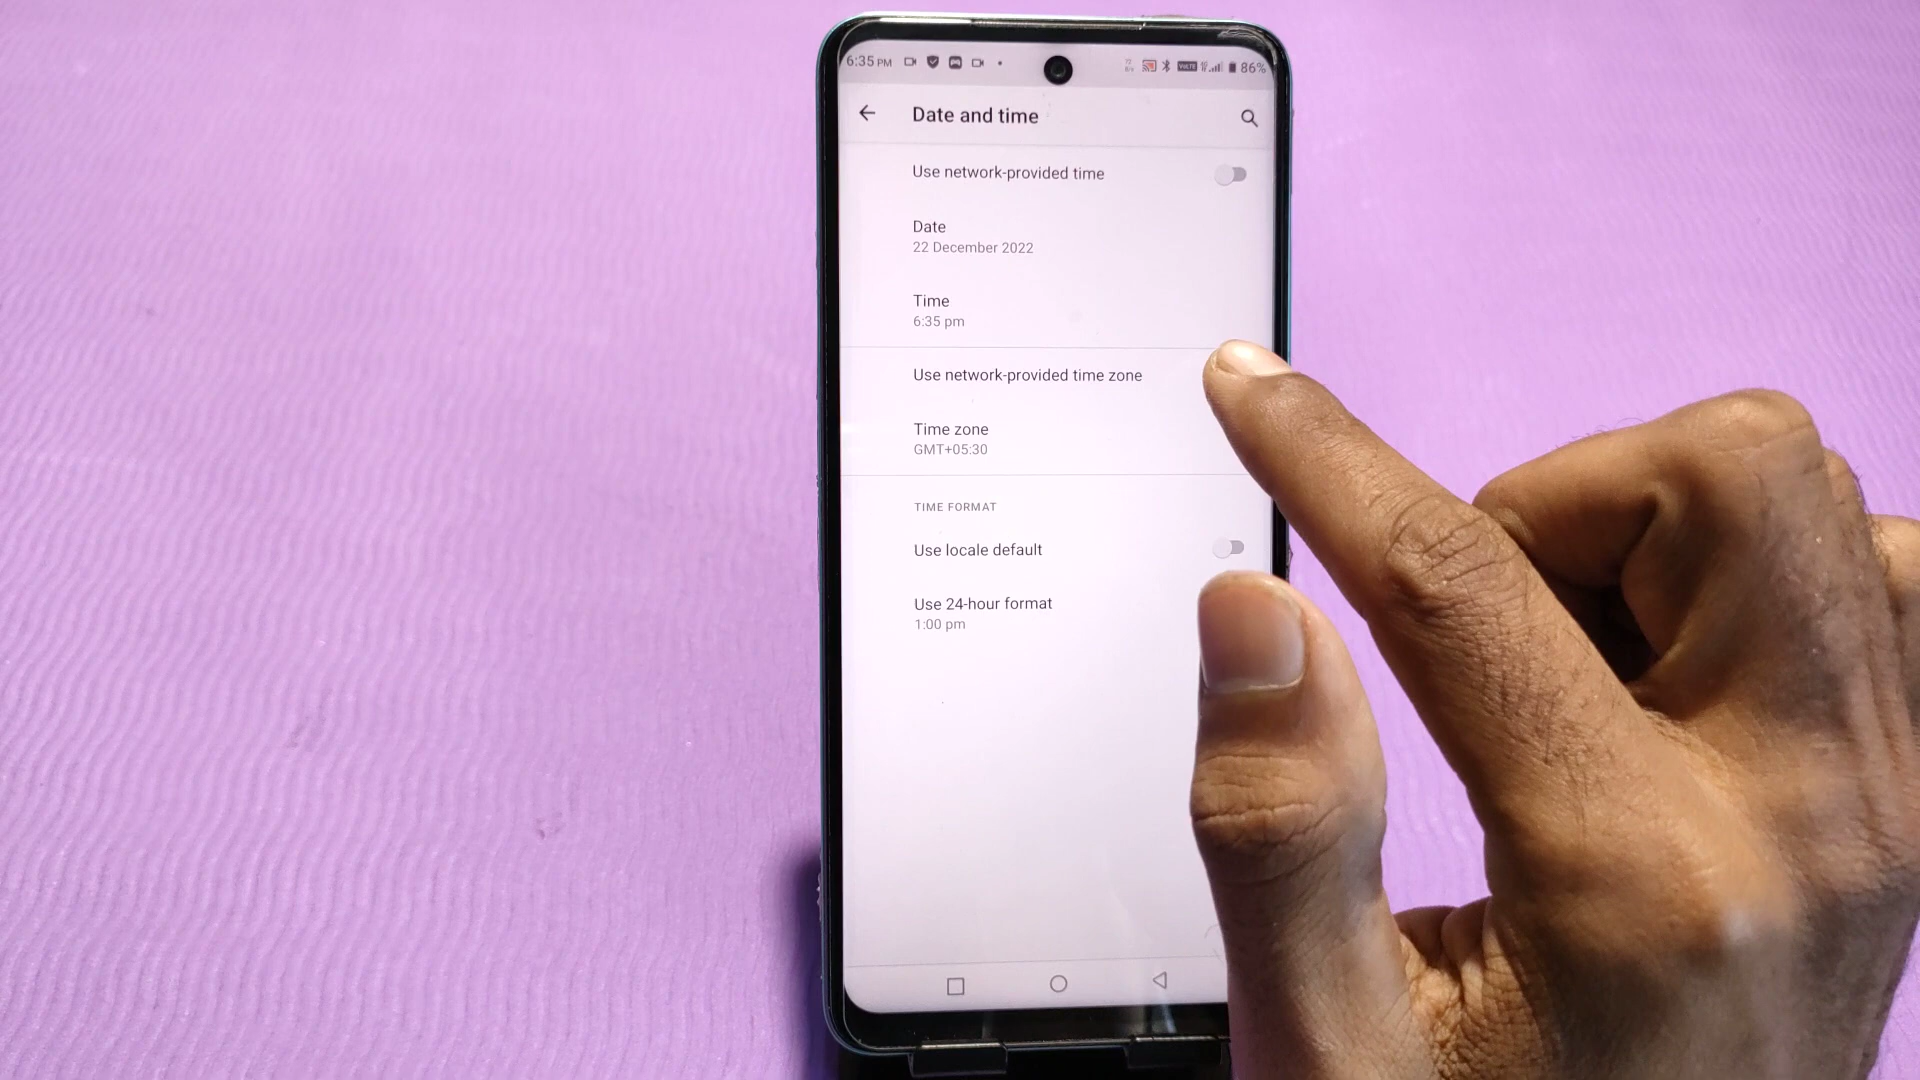 6:35 PM
VoLTE
86%
Date and time
Use network-provided time
Date
22 December 2022
Time
6:35 pm
Use network-provided time zone
Time zone
GMT+05:30
TIME FORMAT
Use locale default
Use 24-hour format
1:00 pm